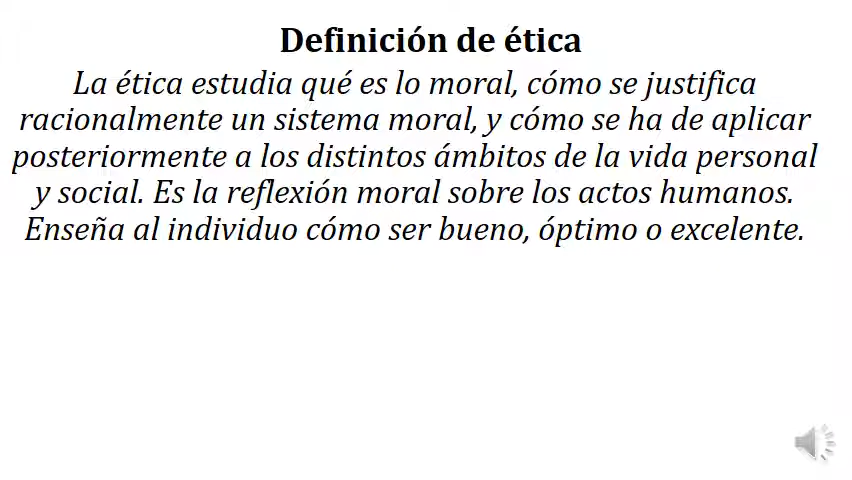 Definición de ética
La ética estudia qué es lo moral, cómo se justifica
racionalmente un sistema moral, y cómo se ha de aplicar
posteriormente a los distintos ámbitos de la vida personal
y social. Es la reflexión moral sobre los actos humanos.
Enseña al individuo cómo ser bueno, óptimo o excelente.